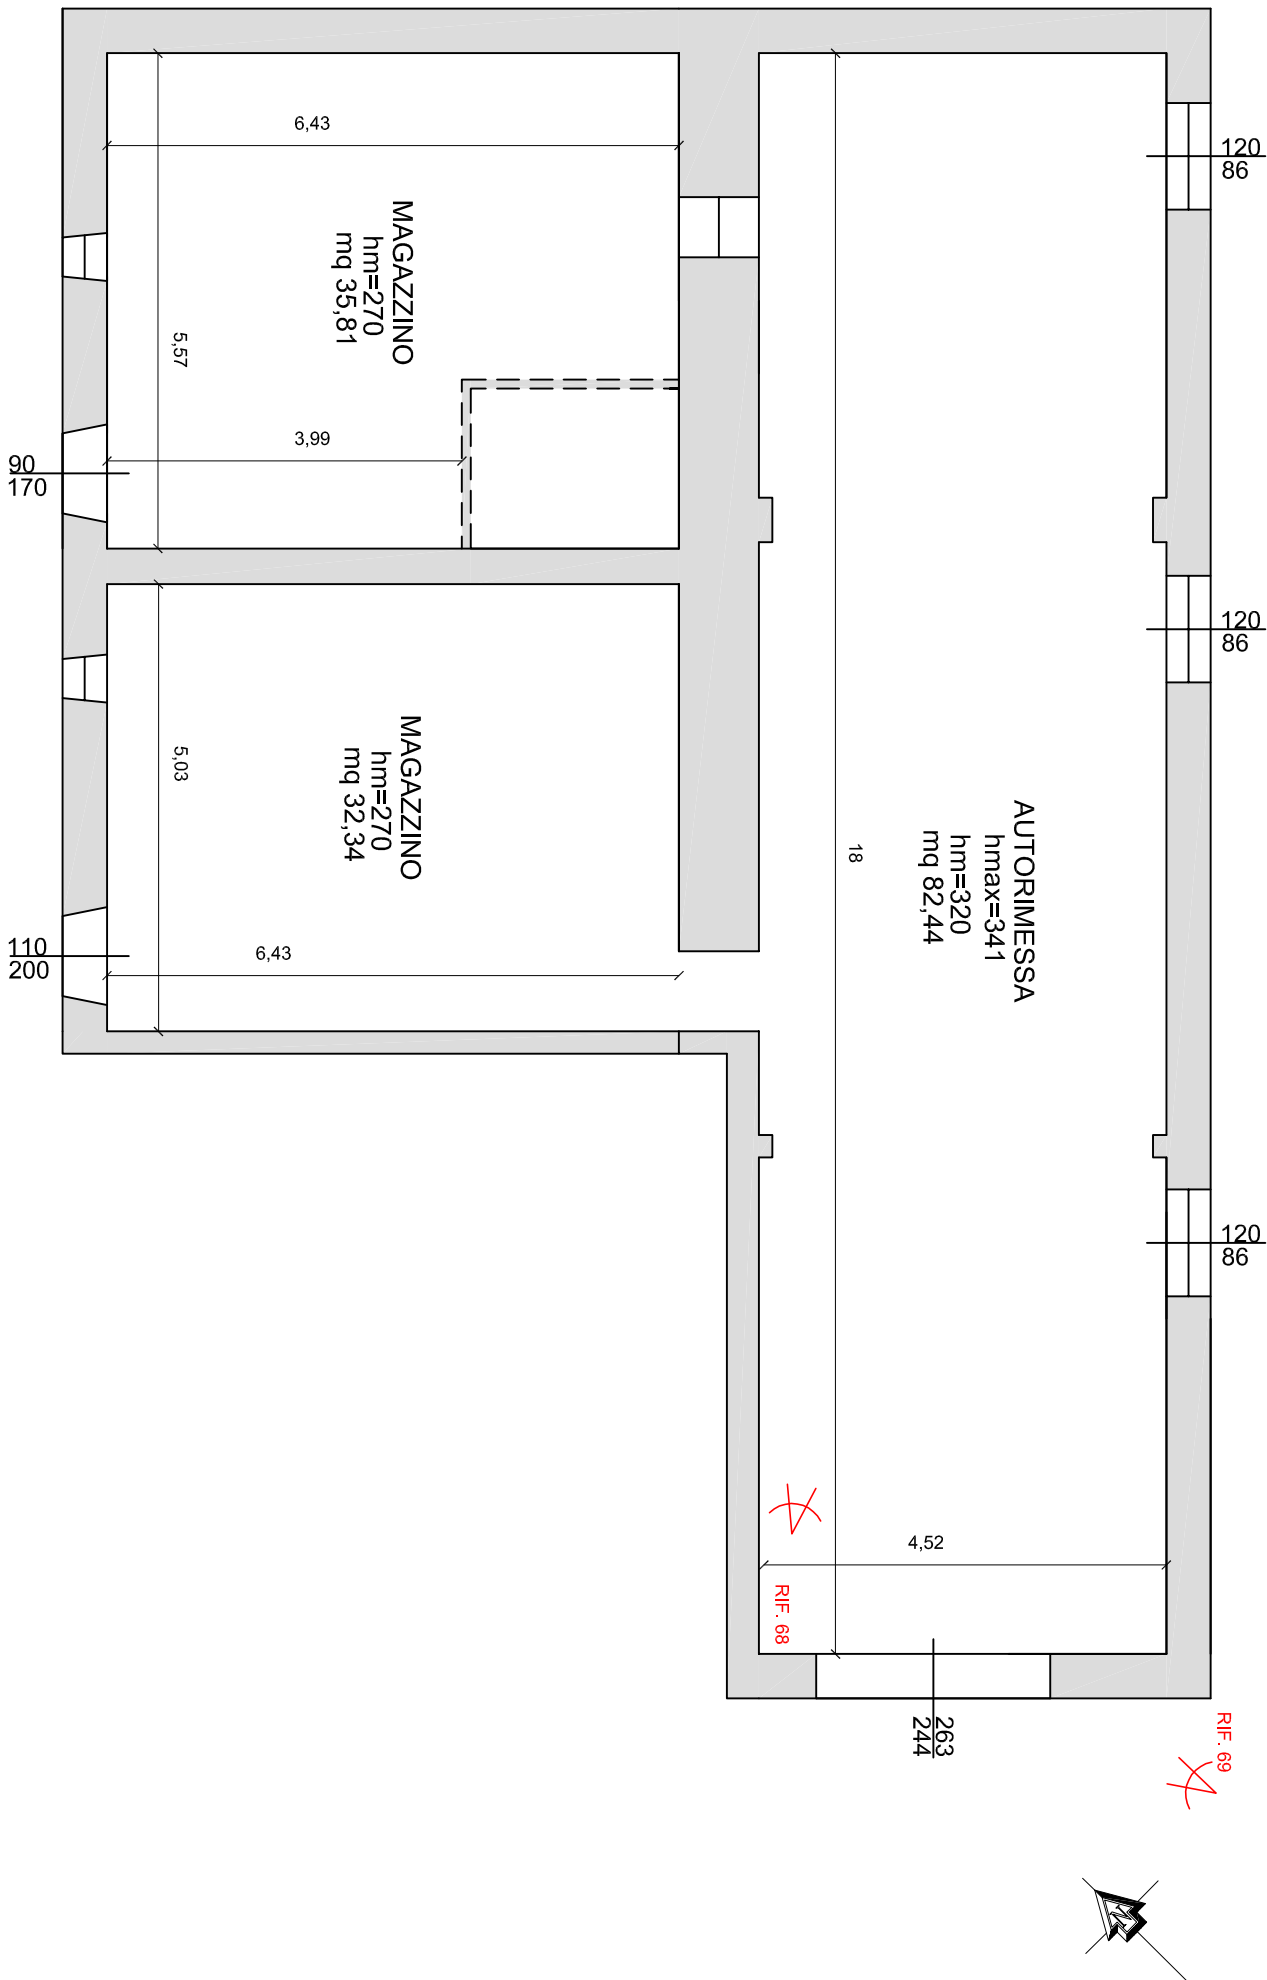 6,43
120
86
MAGAZZINO
hm=270
mq 35,81
5,57
3,99
90
170
120
86
MAGAZZINO
hm=270
mq 32,34
5,03
18
AUTORIMESSA
hmax=341
hm=320
mq 82,44
110
200
6,43
120
86
4,52
RIF. 68
263
244
RIF. 69
N